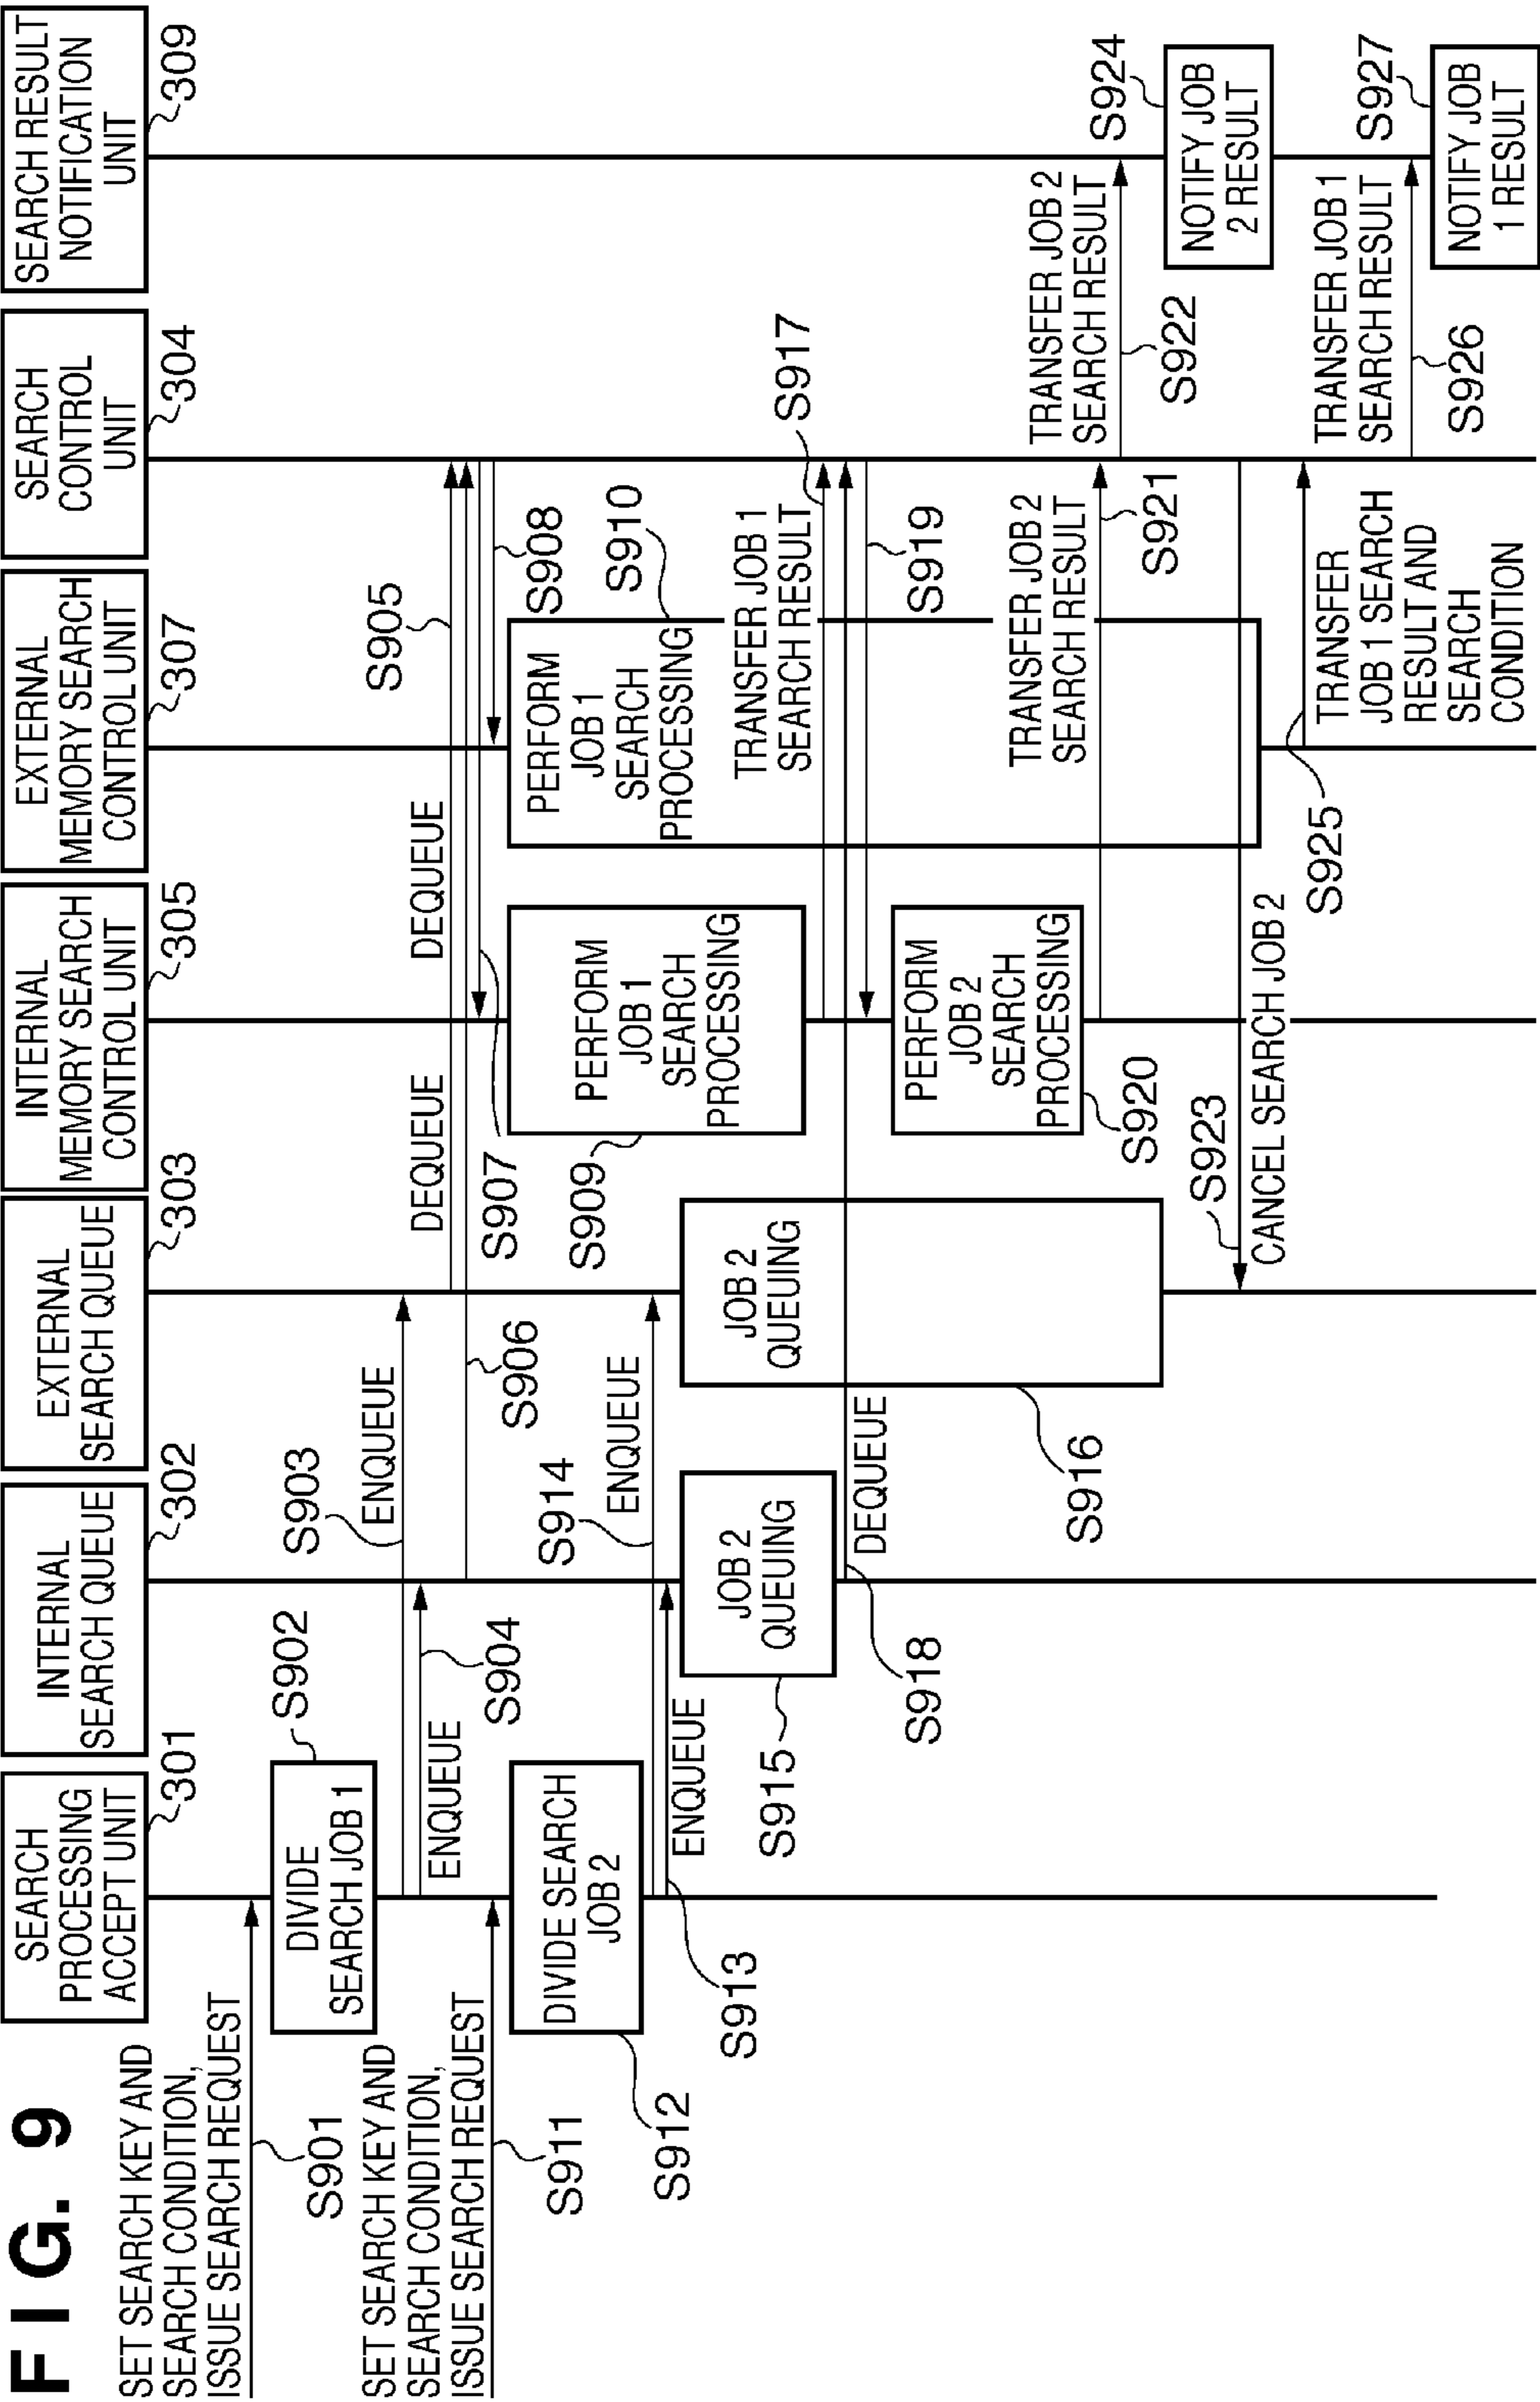 FIG. 9
SEARCH
PROCESSING
ACCEPT UNIT
301
INTERNAL
SEARCH QUEUE
302
EXTERNAL
SEARCH QUEUE
303
INTERNAL
MEMORY SEARCH
CONTROL UNIT
305
EXTERNAL
MEMORY SEARCH
CONTROL UNIT
307
SEARCH
CONTROL
UNIT
304
SEARCH RESULT
NOTIFICATION
UNIT
309
SET SEARCH KEY AND
SEARCH CONDITION,
ISSUE SEARCH REQUEST
S901
DIVIDE
SEARCH JOB 1
S902
S903
ENQUEUE
ENQUEUE
S904
DEQUEUE
DEQUEUE
S905
S906
S907
S908
SET SEARCH KEY AND
SEARCH CONDITION,
ISSUE SEARCH REQUEST
S911
DIVIDE SEARCH
JOB 2
S912
PERFORM
JOB 1
SEARCH
PROCESSING
S909
PERFORM
JOB 1
SEARCH
PROCESSING
S910
S914
ENQUEUE
ENQUEUE
S913
JOB 2
QUEUING
S915
JOB 2
QUEUING
S916
TRANSFER JOB 1
SEARCH RESULT
S917
DEQUEUE
S918
S919
PERFORM
JOB 2
SEARCH
PROCESSING
S920
TRANSFER JOB 2
SEARCH RESULT
S921
TRANSFER JOB 2
SEARCH RESULT
S922
S924
NOTIFY JOB
2 RESULT
S923
CANCEL SEARCH JOB 2
S925
TRANSFER
JOB 1 SEARCH
RESULT AND
SEARCH
CONDITION
TRANSFER JOB 1
SEARCH RESULT
S926
S927
NOTIFY JOB
1 RESULT